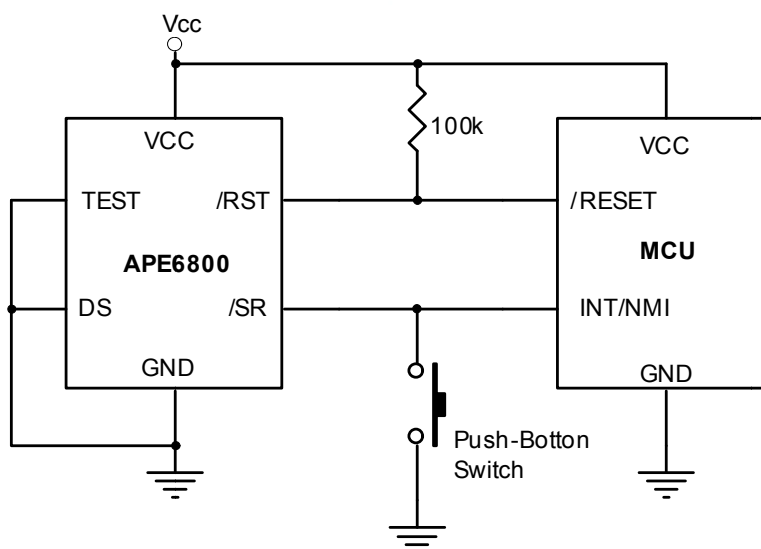 Vcc
100k
VCC
TEST
/RST
APE6800
DS
/SR
GND
VCC
/RESET
MCU
INT/NMI
GND
Push-Botton
Switch